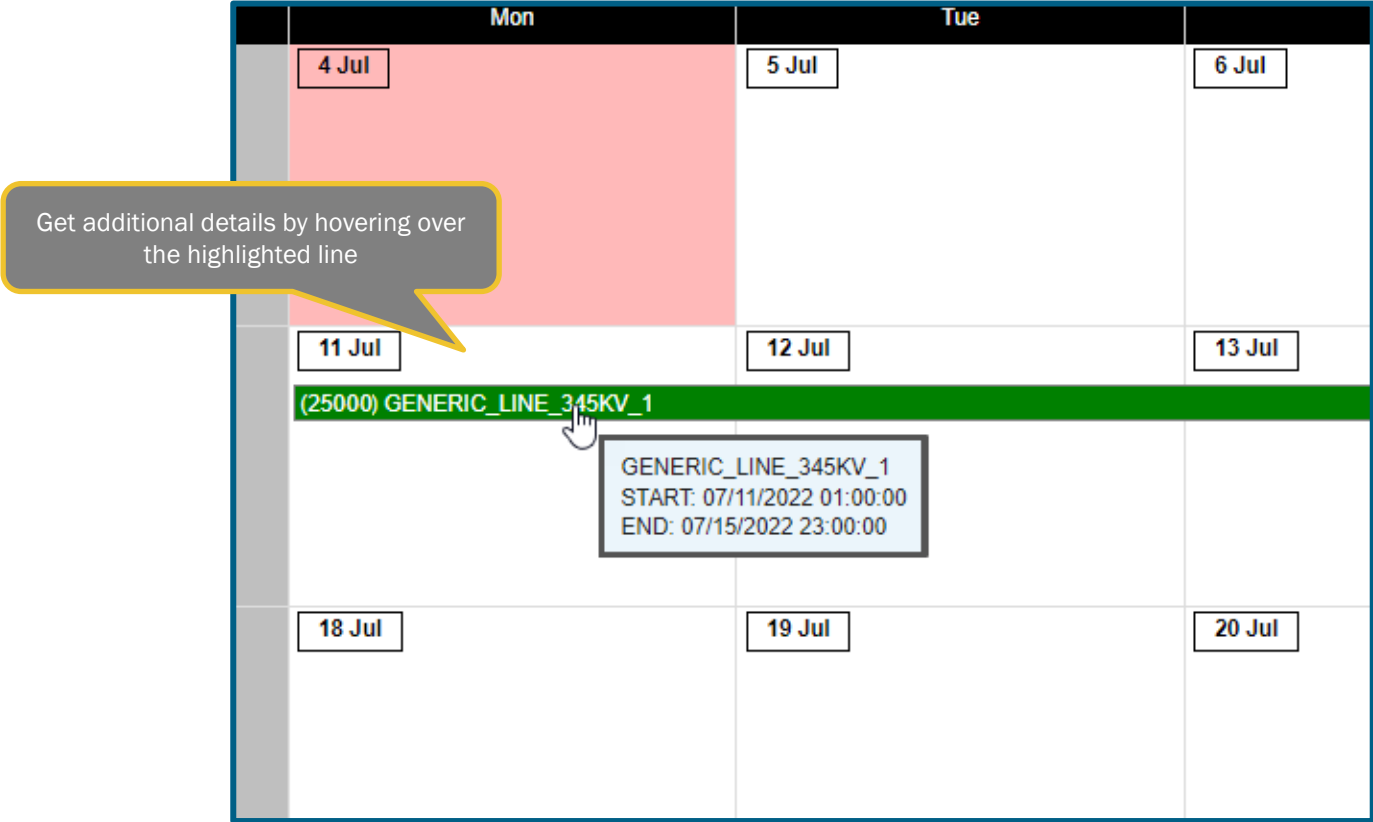 Mon
Tue
4 Jul
5 Jul
6 Jul
Get additional details by hovering over
the highlighted line
11 Jul
12 Jul
13 Jul
(25000) GENERIC_LINE_345KV_1
GENERIC_LINE_345KV_1
START: 07/11/2022 01:00:00
END: 07/15/2022 23:00:00
18 Jul
19 Jul
20 Jul